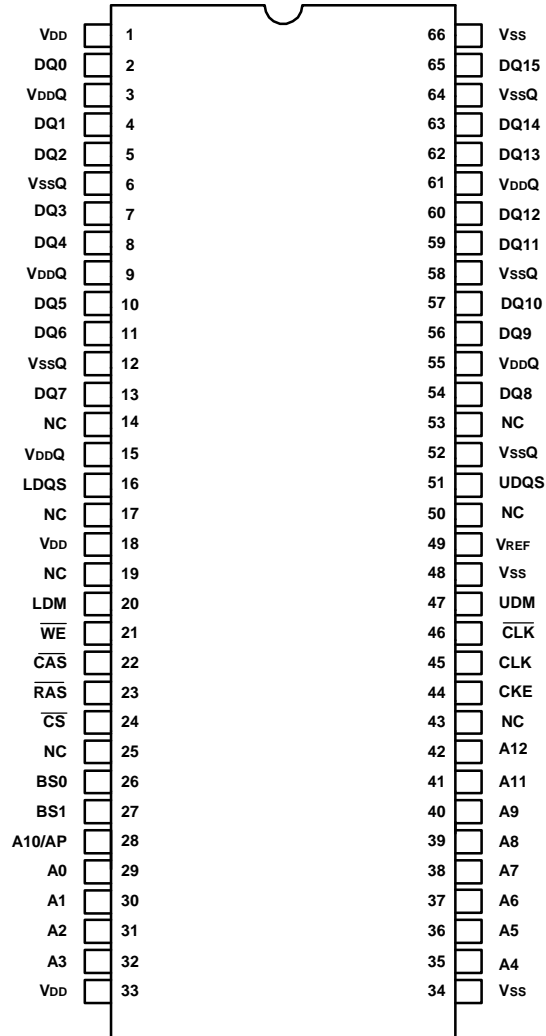 VDD 1 66 VSS
DQ0 2 65 DQ15
VDDQ 3 64 VSSQ
DQ1 4 63 DQ14
DQ2 5 62 DQ13
VSSQ 6 61 VDDQ
DQ3 7 60 DQ12
DQ4 8 59 DQ11
VDDQ 9 58 VSSQ
DQ5 10 57 DQ10
DQ6 11 56 DQ9
VSSQ 12 55 VDDQ
DQ7 13 54 DQ8
NC 14 53 NC
VDDQ 15 52 VSSQ
LDQS 16 51 UDQS
NC 17 50 NC
VDD 18 49 VREF
NC 19 48 VSS
LDM 20 47 UDM
W̅E̅ 21 46 C̅L̅K̅
C̅A̅S̅ 22 45 CLK
R̅A̅S̅ 23 44 CKE
C̅S̅ 24 43 NC
NC 25 42 A12
BS0 26 41 A11
BS1 27 40 A9
A10/AP 28 39 A8
A0 29 38 A7
A1 30 37 A6
A2 31 36 A5
A3 32 35 A4
VDD 33 34 VSS